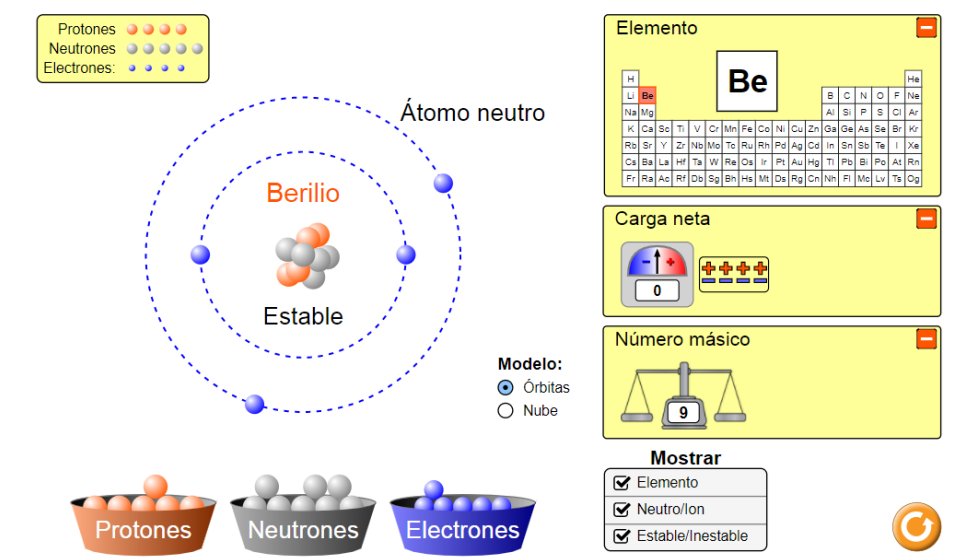 Protones
Neutrones
Electrones:
Átomo neutro
Berilio
Estable
Modelo:
Órbitas
Nube
Protones
Neutrones
Electrones
Elemento
Be
H He
Li Be B C N O F Ne
Na Mg Al Si P S Cl Ar
K Ca Sc Ti V Cr Mn Fe Co Ni Cu Zn Ga Ge As Se Br Kr
Rb Sr Y Zr Nb Mo Tc Ru Rh Pd Ag Cd In Sn Sb Te I Xe
Cs Ba La Hf Ta W Re Os Ir Pt Au Hg Tl Pb Bi Po At Rn
Fr Ra Ac Rf Db Sg Bh Hs Mt Ds Rg Cn Nh Fl Mc Lv Ts Og
Carga neta
- +
0
Número másico
9
Mostrar
Elemento
Neutro/Ion
Estable/Inestable